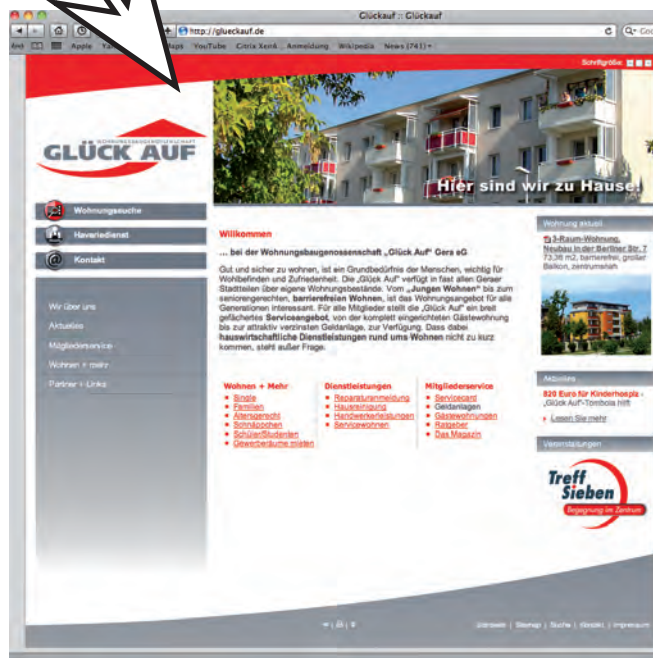 Glückauf :: Glückauf
http://glueckauf.de
Apple
Maps YouTube Citrix XenA... Anmeldung Wikipedia News (741)
Schriftgröße:
WOHNUNGSBAUGENOSSENSCHAFT
GLÜCK AUF
Hier sind wir zu Hause!
Wohnungssuche
Havariedienst
Kontakt
Wir über uns
Aktuelles
Mitgliederservice
Wohnen + mehr
Partner + Links
Willkommen
... bei der Wohnungsbaugenossenschaft „Glück Auf" Gera eG
Gut und sicher zu wohnen, ist ein Grundbedürfnis der Menschen, wichtig für
Wohlbefinden und Zufriedenheit. Die „Glück Auf" verfügt in fast allen Geraer
Stadtteilen über eigene Wohnungsbestände. Vom „Jungen Wohnen" bis zum
seniorengerechten, barrierefreien Wohnen, ist das Wohnungsangebot für alle
Generationen interessant. Für alle Mitglieder stellt die „Glück Auf" ein breit
gefächertes Serviceangebot, von der komplett eingerichteten Gästewohnung
bis zur attraktiv verzinsten Geldanlage, zur Verfügung. Dass dabei
hauswirtschaftliche Dienstleistungen rund ums Wohnen nicht zu kurz
kommen, steht außer Frage.
Wohnen + Mehr
Single
Familien
Altersgerecht
Schnäppchen
Schüler/Studenten
Gewerberäume mieten
Dienstleistungen
Reparaturanmeldung
Hausreinigung
Handwerkerleistungen
Servicewohnen
Mitgliederservice
Servicecard
Geldanlagen
Gästewohnungen
Ratgeber
Das Magazin
Wohnung aktuell
3-Raum-Wohnung,
Neubau in der Berliner Str. 7
73,38 m2, barrierefrei, großer
Balkon, zentrumsnah
Aktuelles
820 Euro für Kinderhospiz -
„Glück Auf"-Tombola hilft
Lesen Sie mehr
Veranstaltungen
Treff
Sieben
Begegnung im Zentrum
Startseite | Sitemap | Suche | Kontakt | Impressum